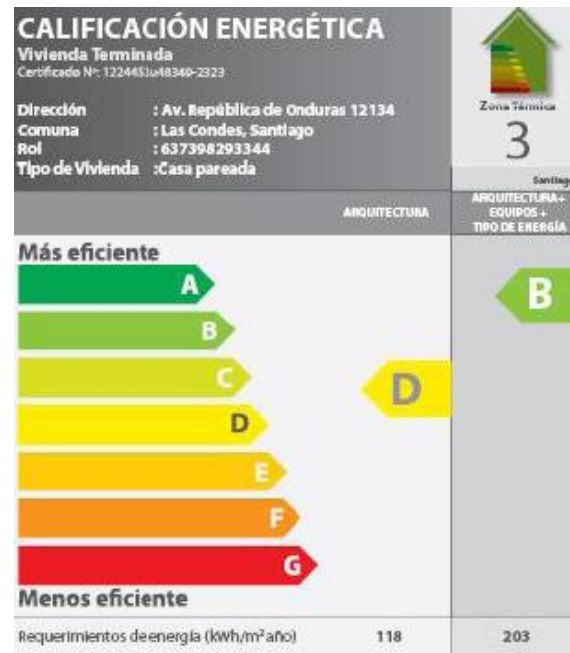 CALIFICACIÓN ENERGÉTICA
Vivienda Terminada
Dirección : Av. República de Onduras 12134
Comuna : Las Condes, Santiago
Rol : 637398293344
Tipo de Vivienda :Casa pareada
Zona Térmica
3
Santiago
ARQUITECTURA
ARQUITECTURA+
EQUIPOS +
TIPO DE ENERGÍA
Más eficiente
A
B
C
D
E
F
G
D
B
Menos eficiente
Requerimientos de energía (kWh/m² año) 118 203